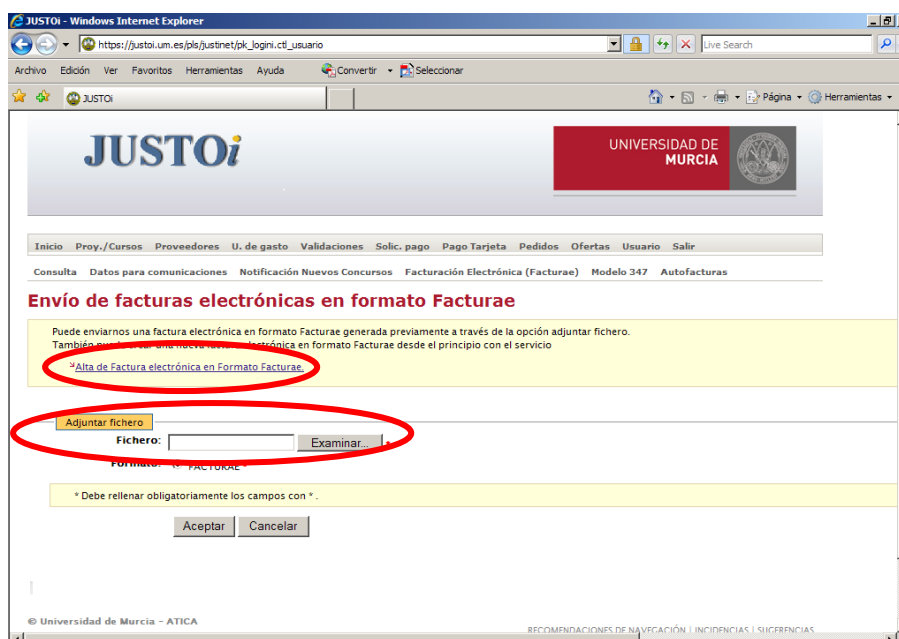 JUSTOi - Windows Internet Explorer
https://justoi.um.es/pls/justinet/pk_logini.ctl_usuario
Live Search
Archivo Edición Ver Favoritos Herramientas Ayuda Convertir Seleccionar
JUSTOi
Página Herramientas
JUSTOi
UNIVERSIDAD DE
MURCIA
Inicio Proy./Cursos Proveedores U. de gasto Validaciones Solic. pago Pago Tarjeta Pedidos Ofertas Usuario Salir
Consulta Datos para comunicaciones Notificación Nuevos Concursos Facturación Electrónica (Facturae) Modelo 347 Autofacturas
Envío de facturas electrónicas en formato Facturae
Puede enviarnos una factura electrónica en formato Facturae generada previamente a través de la opción adjuntar fichero.
También puede crear una nueva factura electrónica en formato Facturae desde el principio con el servicio
Alta de Factura electrónica en Formato Facturae.
Adjuntar fichero
Fichero: Examinar... *
Formato: FACTURAE *
* Debe rellenar obligatoriamente los campos con * .
Aceptar Cancelar
© Universidad de Murcia - ATICA
RECOMENDACIONES DE NAVEGACIÓN | INCIDENCIAS | SUGERENCIAS